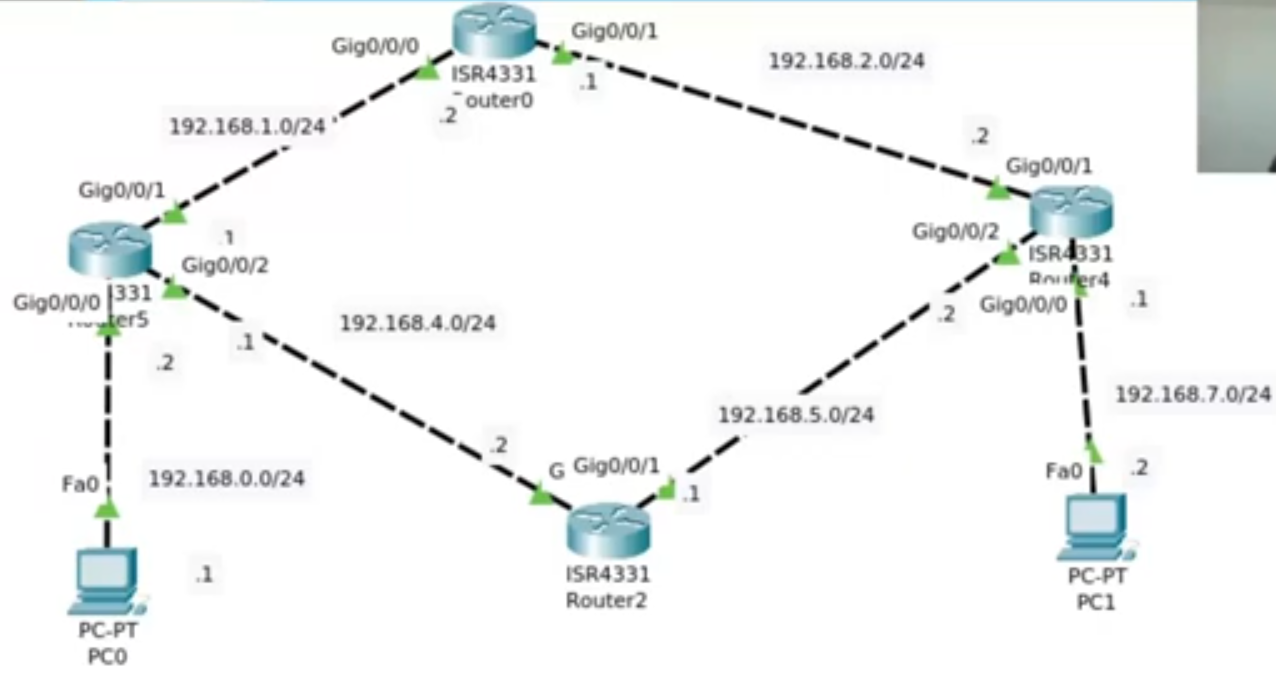 Gig0/0/0
Gig0/0/1
ISR4331
outer0
192.168.2.0/24
.1
.2
192.168.1.0/24
.2
Gig0/0/1
Gig0/0/1
.1
Gig0/0/2
Gig0/0/2
ISR4331
Router4
Gig0/0/0
331
ter5
Gig0/0/0
.1
192.168.4.0/24
.2
.1
.2
192.168.7.0/24
192.168.5.0/24
.2
G
Gig0/0/1
.1
Fa0
.2
Fa0
192.168.0.0/24
.1
ISR4331
Router2
PC-PT
PC1
PC-PT
PC0